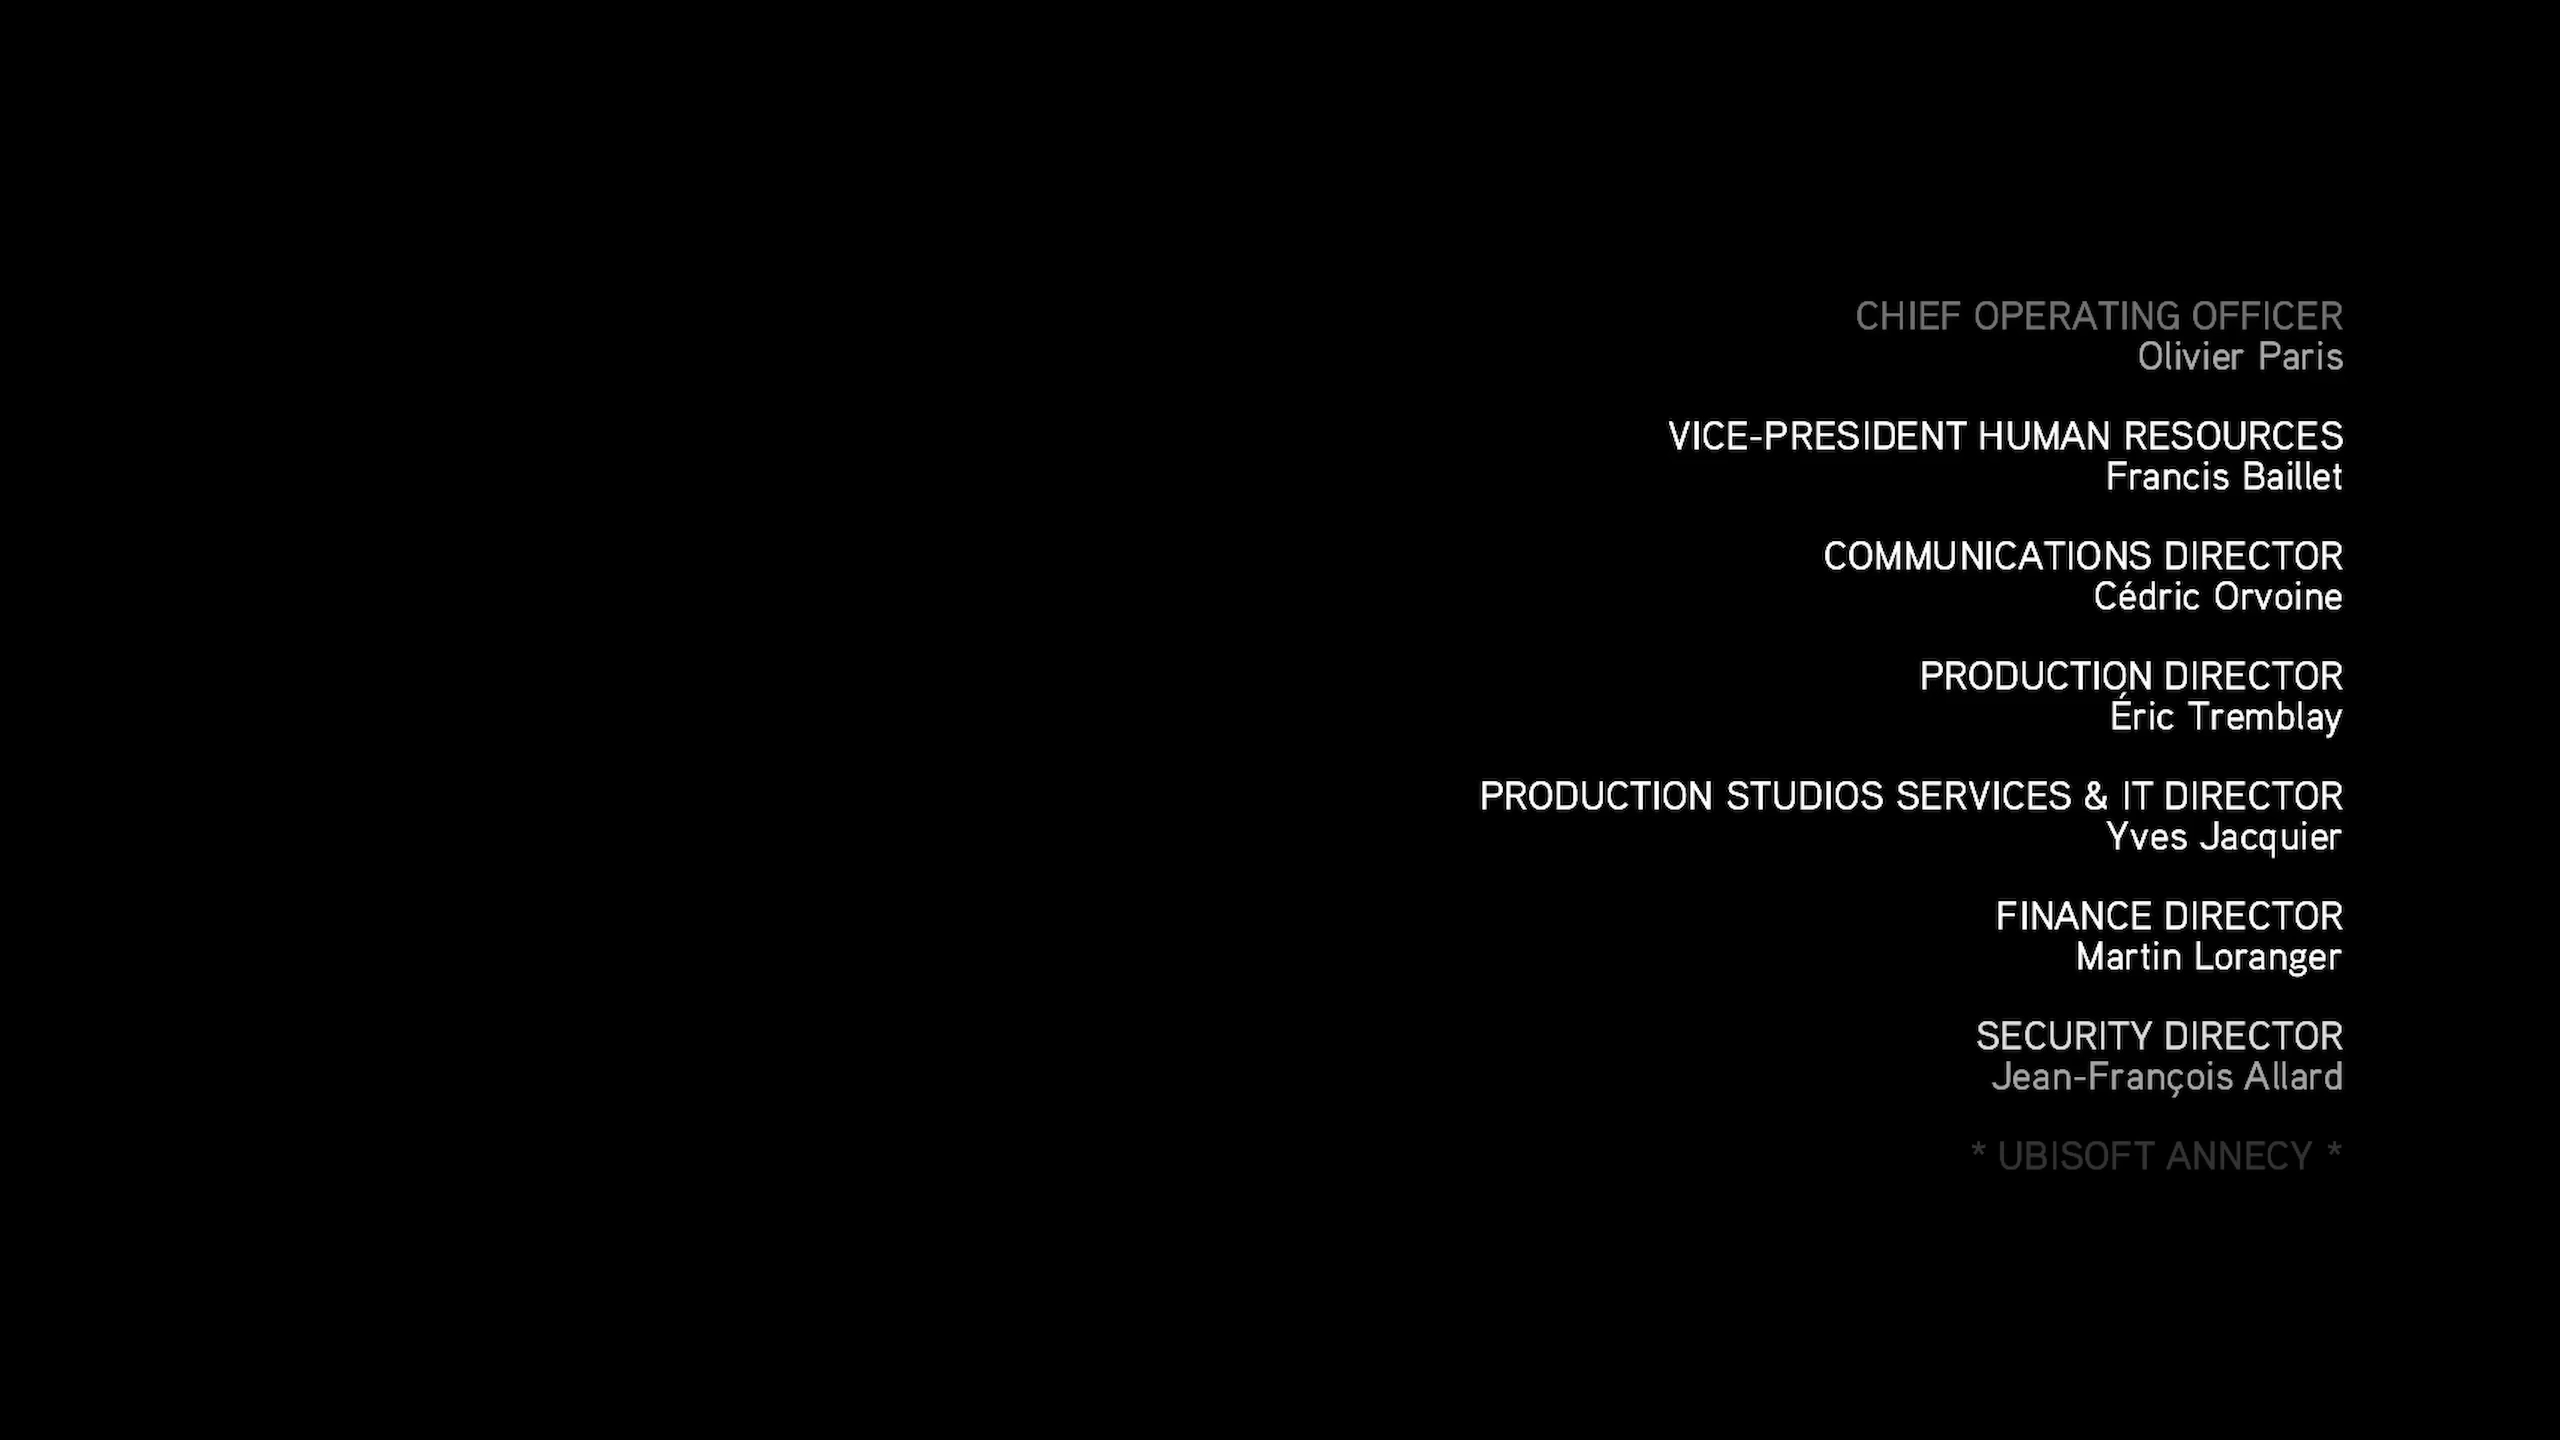 CHIEF OPERATING OFFICER
Olivier Paris
VICE-PRESIDENT HUMAN RESOURCES
Francis Baillet
COMMUNICATIONS DIRECTOR
Cédric Orvoine
PRODUCTION DIRECTOR
Éric Tremblay
PRODUCTION STUDIOS SERVICES & IT DIRECTOR
Yves Jacquier
FINANCE DIRECTOR
Martin Loranger
SECURITY DIRECTOR
Jean-François Allard
* UBISOFT ANNECY *